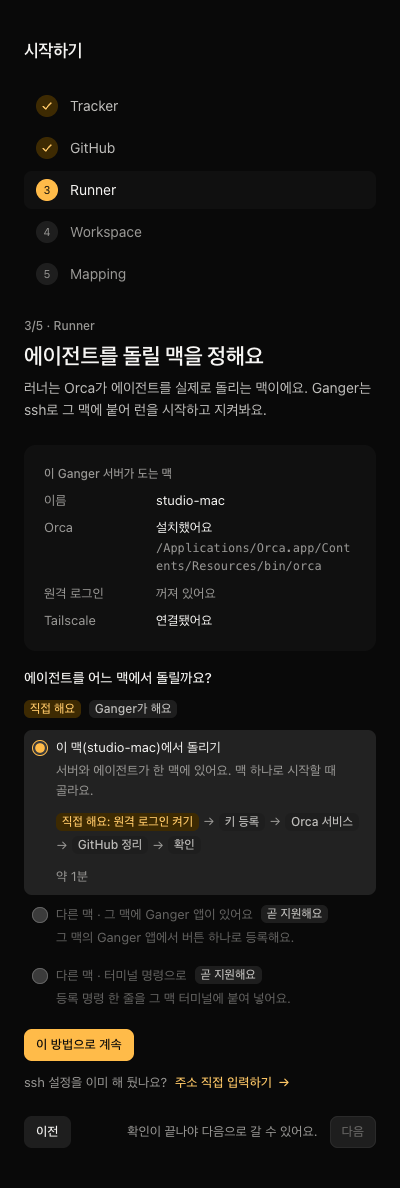 시작하기
Tracker
GitHub
3 Runner
4 Workspace
5 Mapping
3/5 · Runner
에이전트를 돌릴 맥을 정해요
러너는 Orca가 에이전트를 실제로 돌리는 맥이에요. Ganger는
ssh로 그 맥에 붙어 런을 시작하고 지켜봐요.
이 Ganger 서버가 도는 맥
이름 studio-mac
Orca 설치했어요
/Applications/Orca.app/Cont
ents/Resources/bin/orca
원격 로그인 꺼져 있어요
Tailscale 연결됐어요
에이전트를 어느 맥에서 돌릴까요?
직접 해요 Ganger가 해요
이 맥(studio-mac)에서 돌리기
서버와 에이전트가 한 맥에 있어요. 맥 하나로 시작할 때
골라요.
직접 해요: 원격 로그인 켜기 → 키 등록 → Orca 서비스
→ GitHub 정리 → 확인
약 1분
다른 맥 · 그 맥에 Ganger 앱이 있어요 곧 지원해요
그 맥의 Ganger 앱에서 버튼 하나로 등록해요.
다른 맥 · 터미널 명령으로 곧 지원해요
등록 명령 한 줄을 그 맥 터미널에 붙여 넣어요.
이 방법으로 계속
ssh 설정을 이미 해 뒀나요? 주소 직접 입력하기 →
이전 확인이 끝나야 다음으로 갈 수 있어요. 다음